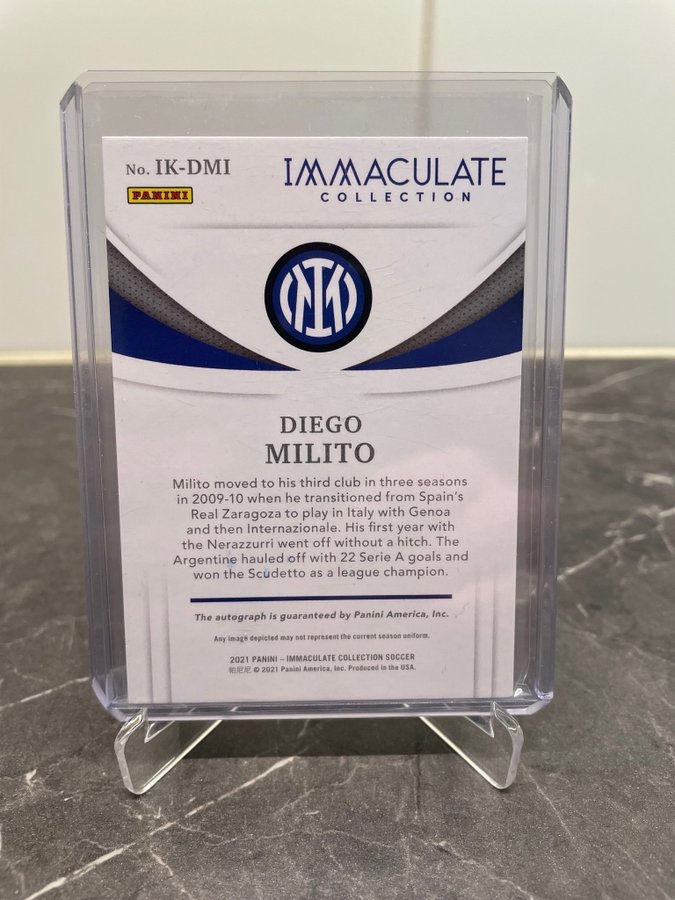 No. IK-DMI
PANINI
IMMACULATE
COLLECTION
DIEGO
MILITO
Milito moved to his third club in three seasons
in 2009-10 when he transitioned from Spain's
Real Zaragoza to play in Italy with Genoa
and then Internazionale. His first year with
the Nerazzurri went off without a hitch. The
Argentine hauled off with 22 Serie A goals and
won the Scudetto as a league champion.
The autograph is guaranteed by Panini America, Inc.
Any image depicted may not represent the current season uniform.
2021 PANINI – IMMACULATE COLLECTION SOCCER
帕尼尼 © 2021 Panini America, Inc. Produced in the USA.